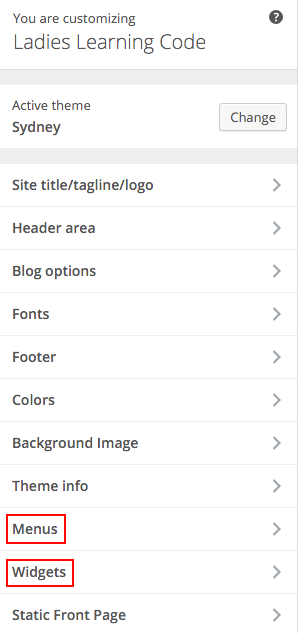 You are customizing
Ladies Learning Code
?
Active theme
Sydney
Change
Site title/tagline/logo
Header area
Blog options
Fonts
Footer
Colors
Background Image
Theme info
Menus
Widgets
Static Front Page